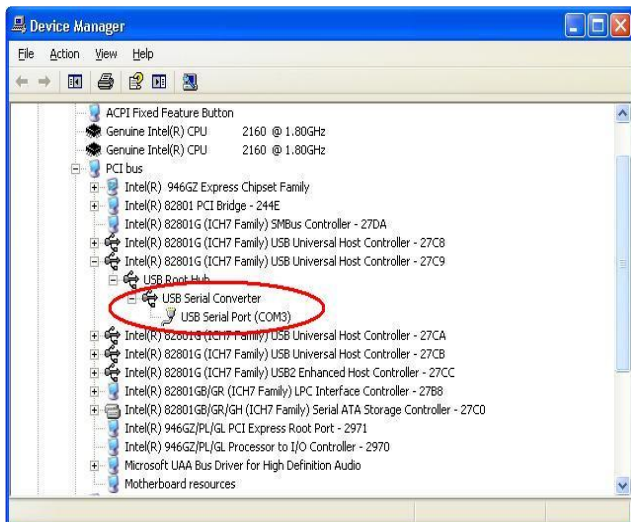 Device Manager
File Action View Help
ACPI Fixed Feature Button
Genuine Intel(R) CPU 2160 @ 1.80GHz
Genuine Intel(R) CPU 2160 @ 1.80GHz
PCI bus
Intel(R) 946GZ Express Chipset Family
Intel(R) 82801 PCI Bridge - 244E
Intel(R) 82801G (ICH7 Family) SMBus Controller - 27DA
Intel(R) 82801G (ICH7 Family) USB Universal Host Controller - 27C8
Intel(R) 82801G (ICH7 Family) USB Universal Host Controller - 27C9
USB Root Hub
USB Serial Converter
USB Serial Port (COM3)
Intel(R) 82801G (ICH7 Family) USB Universal Host Controller - 27CA
Intel(R) 82801G (ICH7 Family) USB Universal Host Controller - 27CB
Intel(R) 82801G (ICH7 Family) USB2 Enhanced Host Controller - 27CC
Intel(R) 82801GB/GR (ICH7 Family) LPC Interface Controller - 27B8
Intel(R) 82801GB/GR/GH (ICH7 Family) Serial ATA Storage Controller - 27C0
Intel(R) 946GZ/PL/GL PCI Express Root Port - 2971
Intel(R) 946GZ/PL/GL Processor to I/O Controller - 2970
Microsoft UAA Bus Driver for High Definition Audio
Motherboard resources